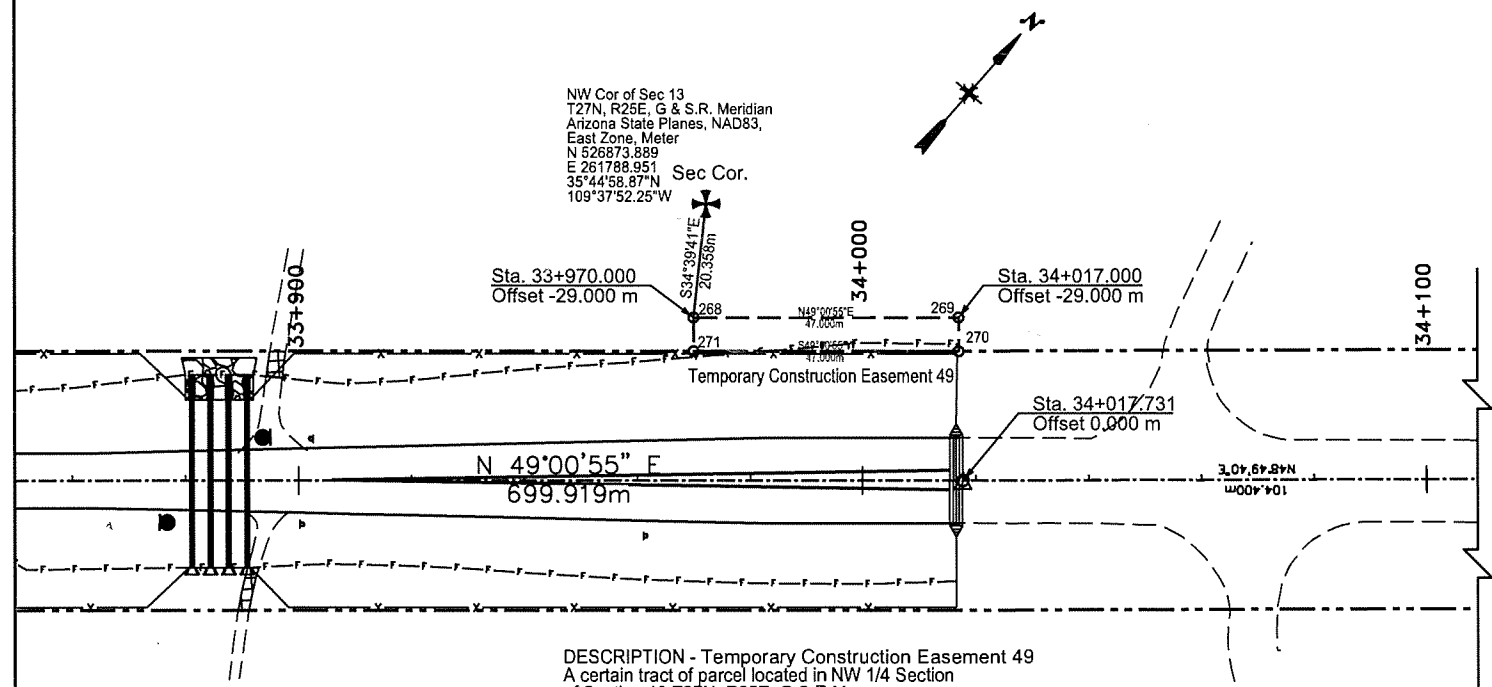 N
NW Cor of Sec 13
T27N, R25E, G & S.R. Meridian
Arizona State Planes, NAD83,
East Zone, Meter
N 526873.889
E 261788.951
35°44'58.87"N
109°37'52.25"W
Sec Cor.
S34°39'41"E
20.358m
33+900
34+000
34+100
Sta. 33+970.000
Offset -29.000 m
Sta. 34+017.000
Offset -29.000 m
268
N49°00'55"E
47.000m
269
271
S49°00'55"W
47.000m
270
Temporary Construction Easement 49
Sta. 34+017.731
Offset 0.000 m
N 49°00'55" E
699.919m
N48°49'40"E
104.400m
DESCRIPTION - Temporary Construction Easement 49
A certain tract of parcel located in NW 1/4 Section